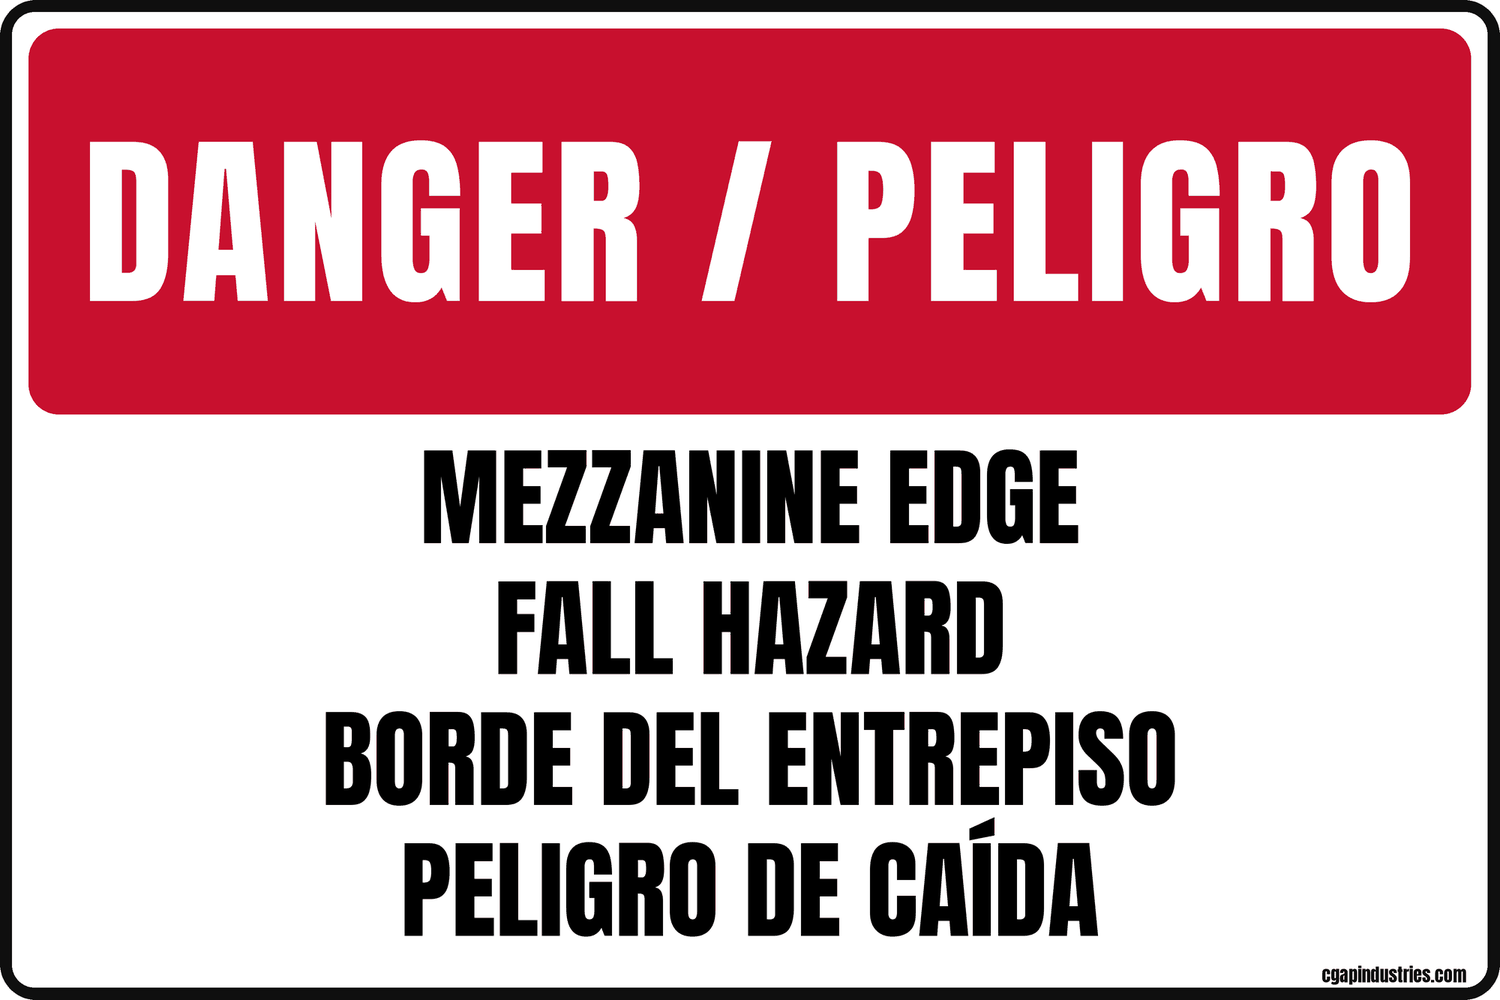 DANGER / PELIGRO
MEZZANINE EDGE
FALL HAZARD
BORDE DEL ENTREPISO
PELIGRO DE CAÍDA
cgapindustries.com